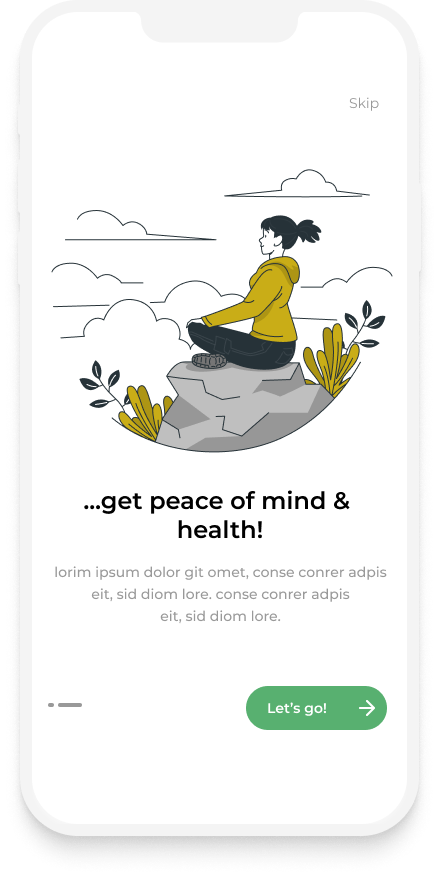 Skip
...get peace of mind &
health!
lorim ipsum dolor git omet, conse conrer adpis
eit, sid diom lore. conse conrer adpis
eit, sid diom lore.
Let's go!